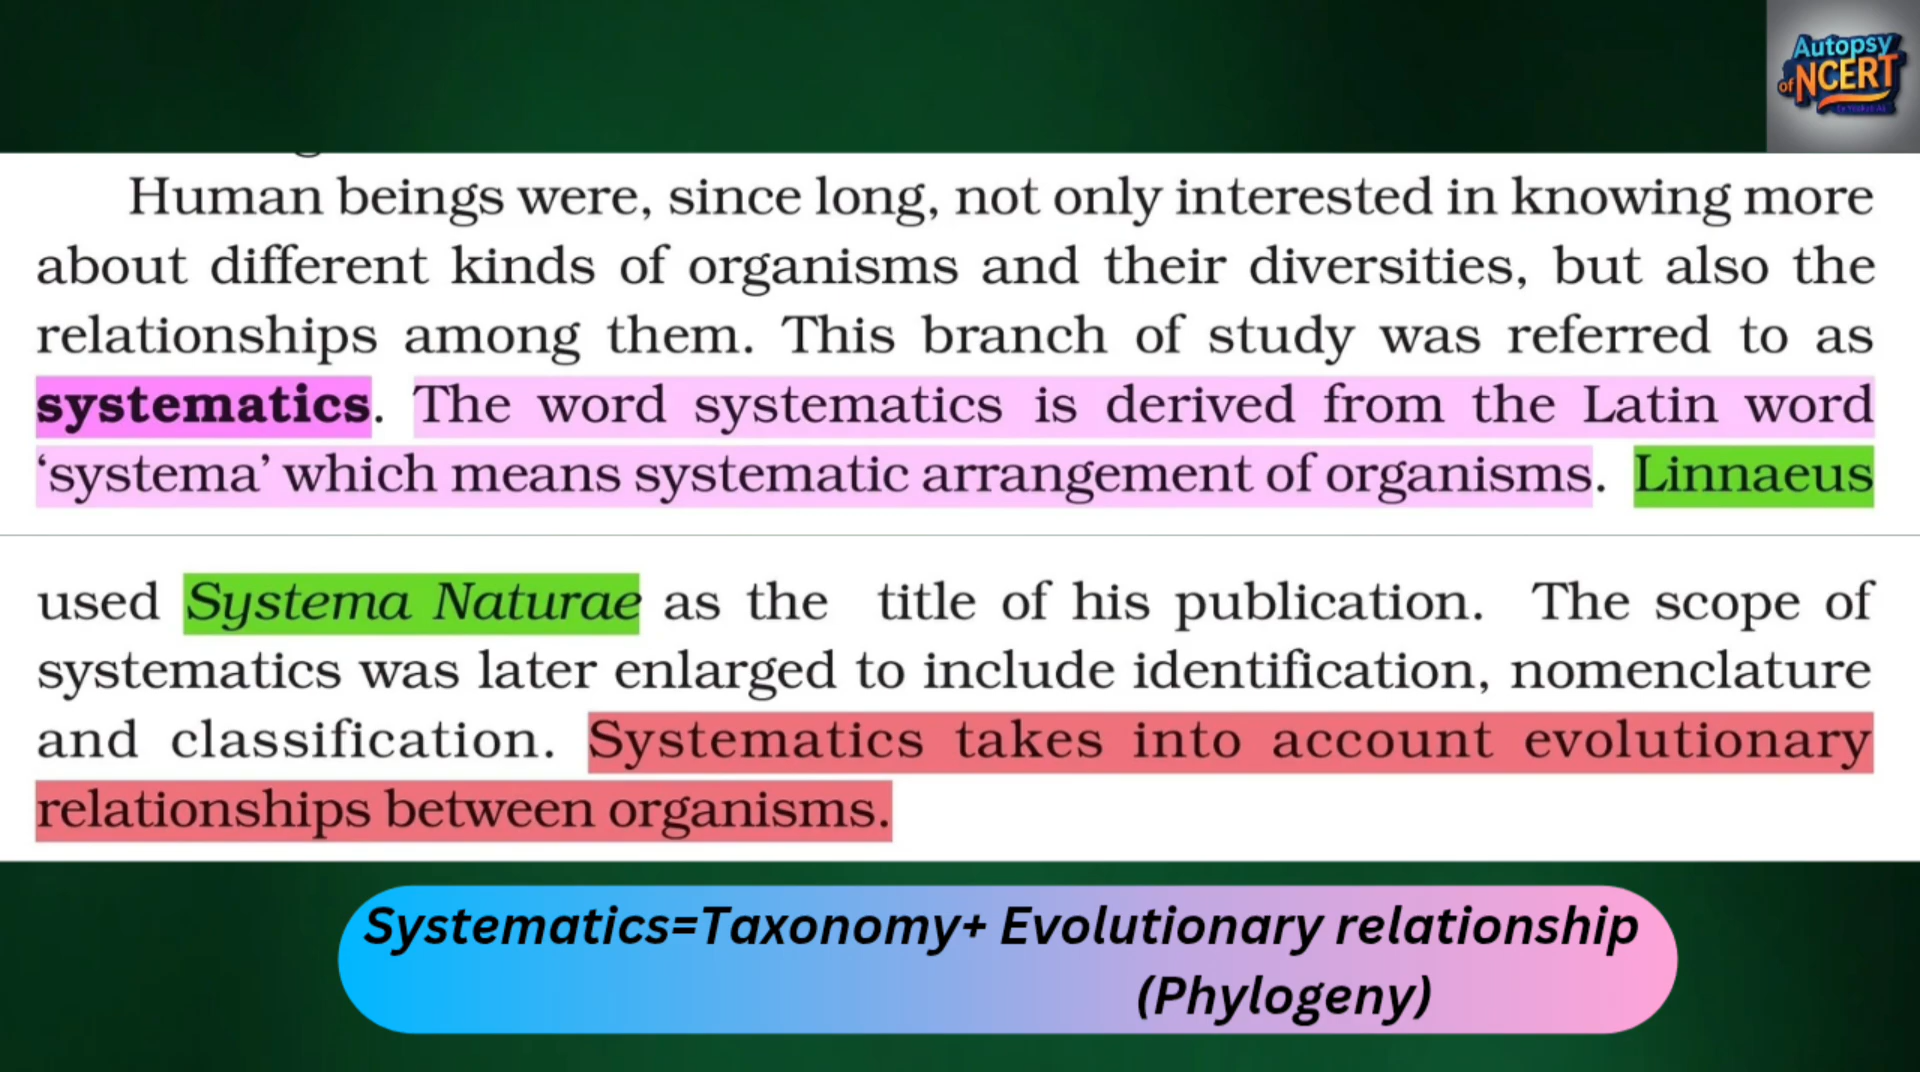 Autopsy
of NCERT
Human beings were, since long, not only interested in knowing more
about different kinds of organisms and their diversities, but also the
relationships among them. This branch of study was referred to as
systematics. The word systematics is derived from the Latin word
‘systema’ which means systematic arrangement of organisms. Linnaeus
used Systema Naturae as the title of his publication. The scope of
systematics was later enlarged to include identification, nomenclature
and classification. Systematics takes into account evolutionary
relationships between organisms.
Systematics=Taxonomy+ Evolutionary relationship
(Phylogeny)